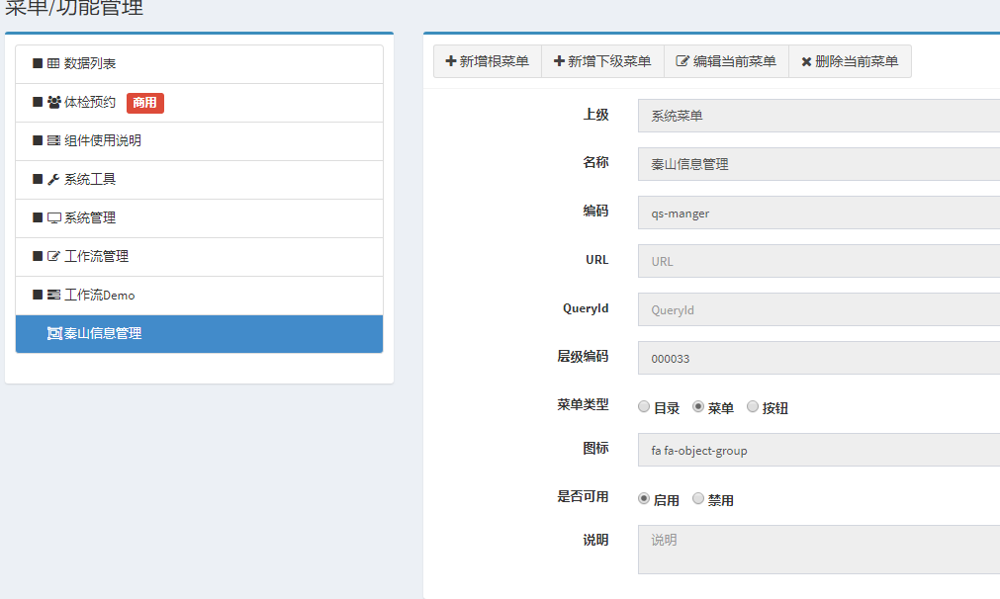 菜单/功能管理
数据列表
体检预约 商用
组件使用说明
系统工具
系统管理
工作流管理
工作流Demo
秦山信息管理
新增根菜单 新增下级菜单 编辑当前菜单 删除当前菜单
上级 系统菜单
名称 秦山信息管理
编码 qs-manger
URL URL
QueryId QueryId
层级编码 000033
菜单类型 目录 菜单 按钮
图标 fa fa-object-group
是否可用 启用 禁用
说明 说明